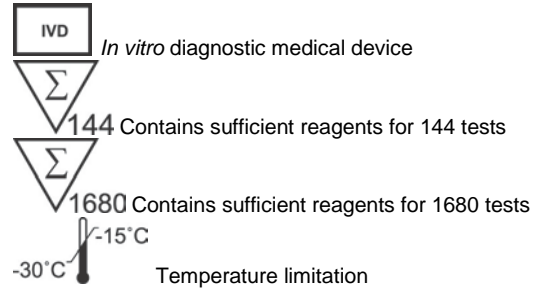 IVD In vitro diagnostic medical device
Σ
144 Contains sufficient reagents for 144 tests
Σ
1680 Contains sufficient reagents for 1680 tests
-15°C
-30°C
Temperature limitation